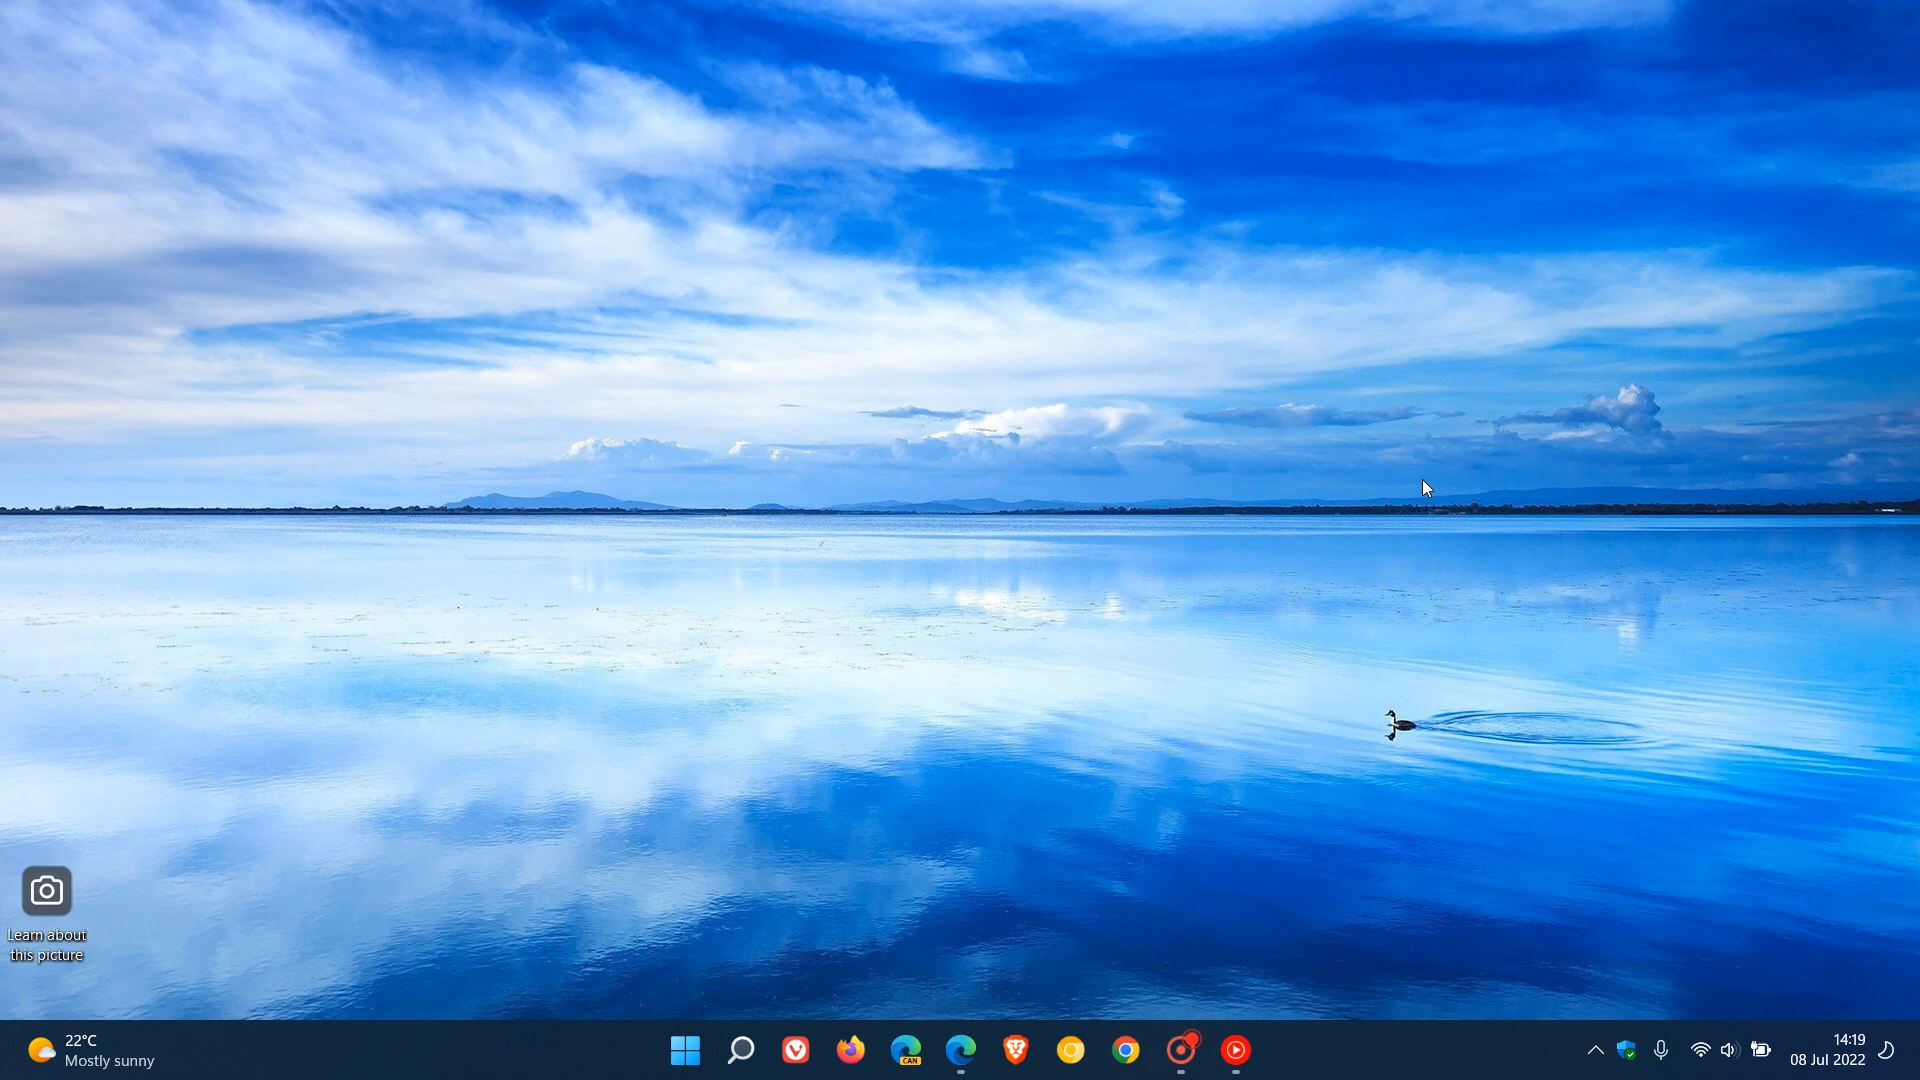 Learn about
this picture
22°C
Mostly sunny
CAN
14:19
08 Jul 2022